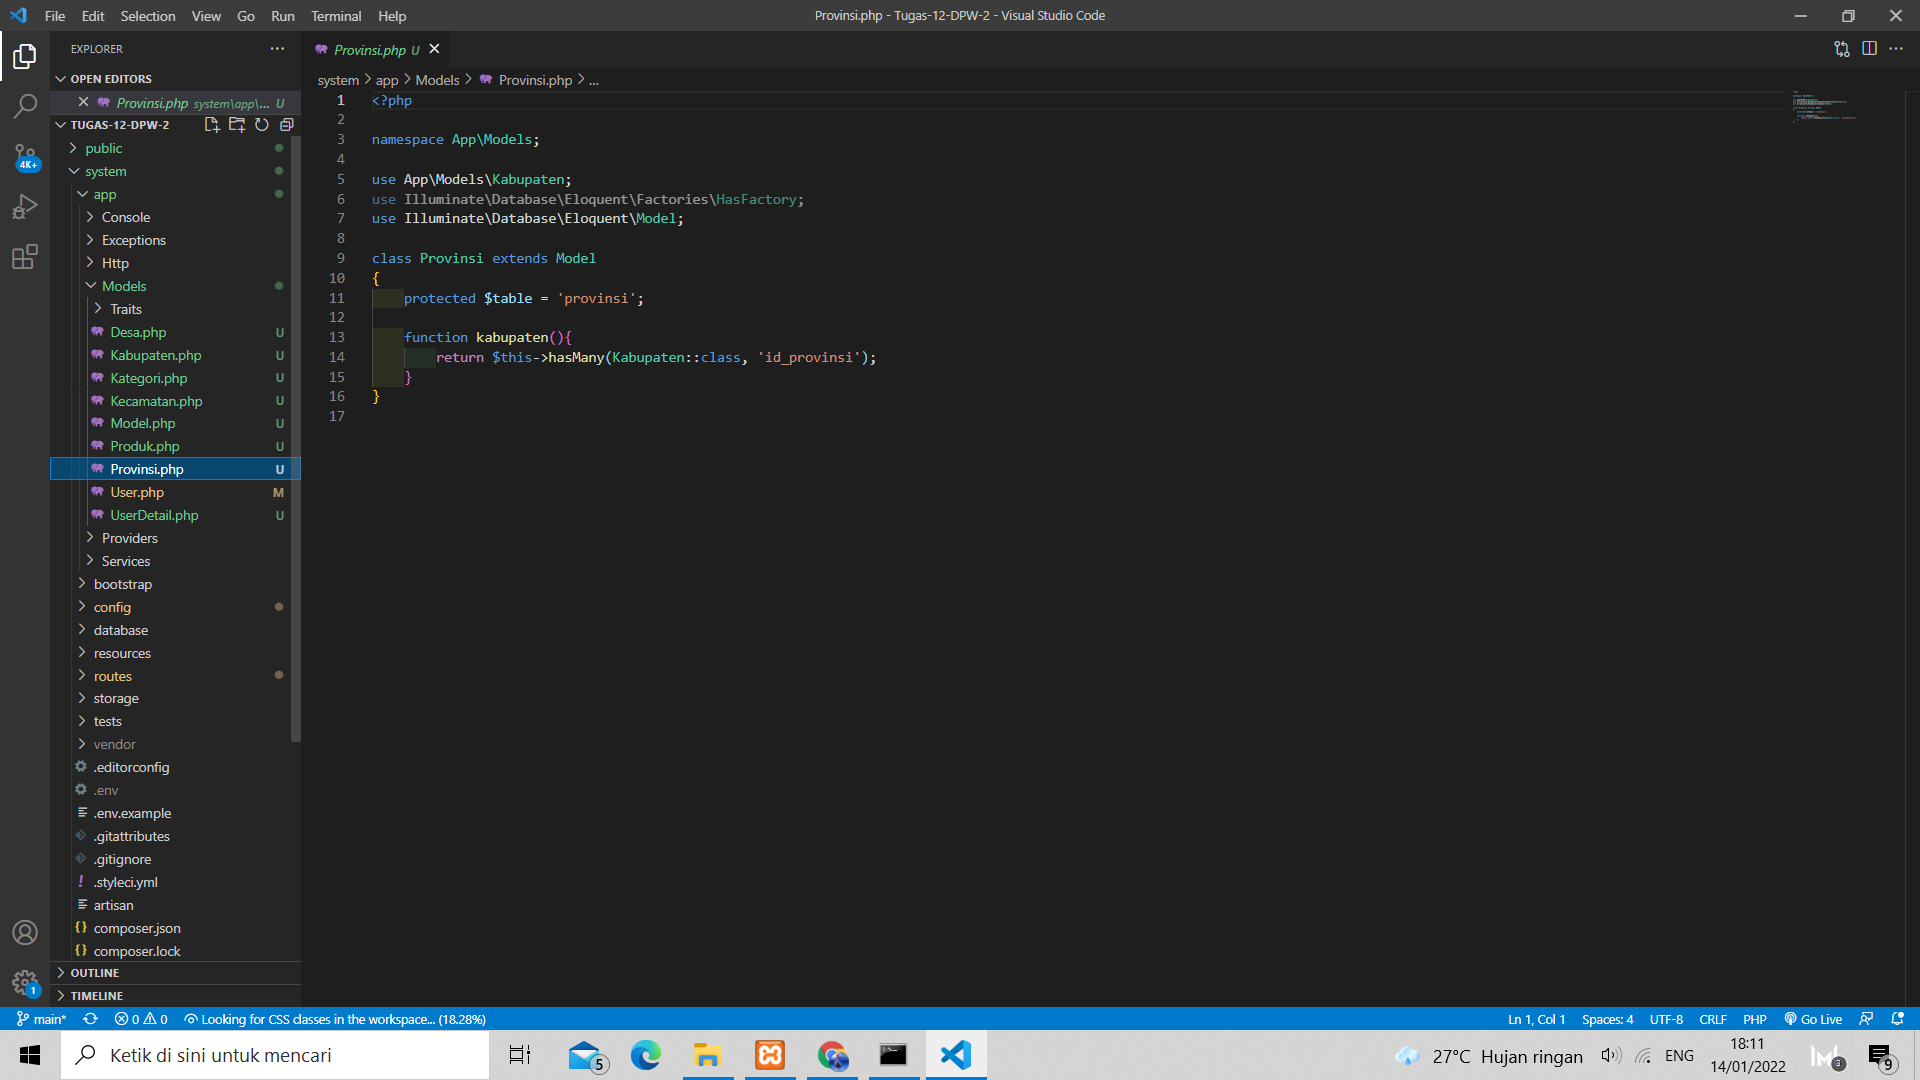 File Edit Selection View Go Run Terminal Help
Provinsi.php - Tugas-12-DPW-2 - Visual Studio Code
EXPLORER
OPEN EDITORS
Provinsi.php system\app\... U
TUGAS-12-DPW-2
public
system
app
Console
Exceptions
Http
Models
Traits
Desa.php U
Kabupaten.php U
Kategori.php U
Kecamatan.php U
Model.php U
Produk.php U
Provinsi.php U
User.php M
UserDetail.php U
Providers
Services
bootstrap
config
database
resources
routes
storage
tests
vendor
.editorconfig
.env
.env.example
.gitattributes
.gitignore
.styleci.yml
artisan
composer.json
composer.lock
OUTLINE
TIMELINE
4K+
1
Provinsi.php U
system > app > Models > Provinsi.php > ...
1 <?php
2
3 namespace App\Models;
4
5 use App\Models\Kabupaten;
6 use Illuminate\Database\Eloquent\Factories\HasFactory;
7 use Illuminate\Database\Eloquent\Model;
8
9 class Provinsi extends Model
10 {
11 protected $table = 'provinsi';
12
13 function kabupaten(){
14 return $this->hasMany(Kabupaten::class, 'id_provinsi');
15 }
16 }
17
main* 0 0 Looking for CSS classes in the workspace... (18.28%)
Ln 1, Col 1 Spaces: 4 UTF-8 CRLF PHP Go Live
Ketik di sini untuk mencari
5
27°C Hujan ringan ENG
18:11
14/01/2022
3
9